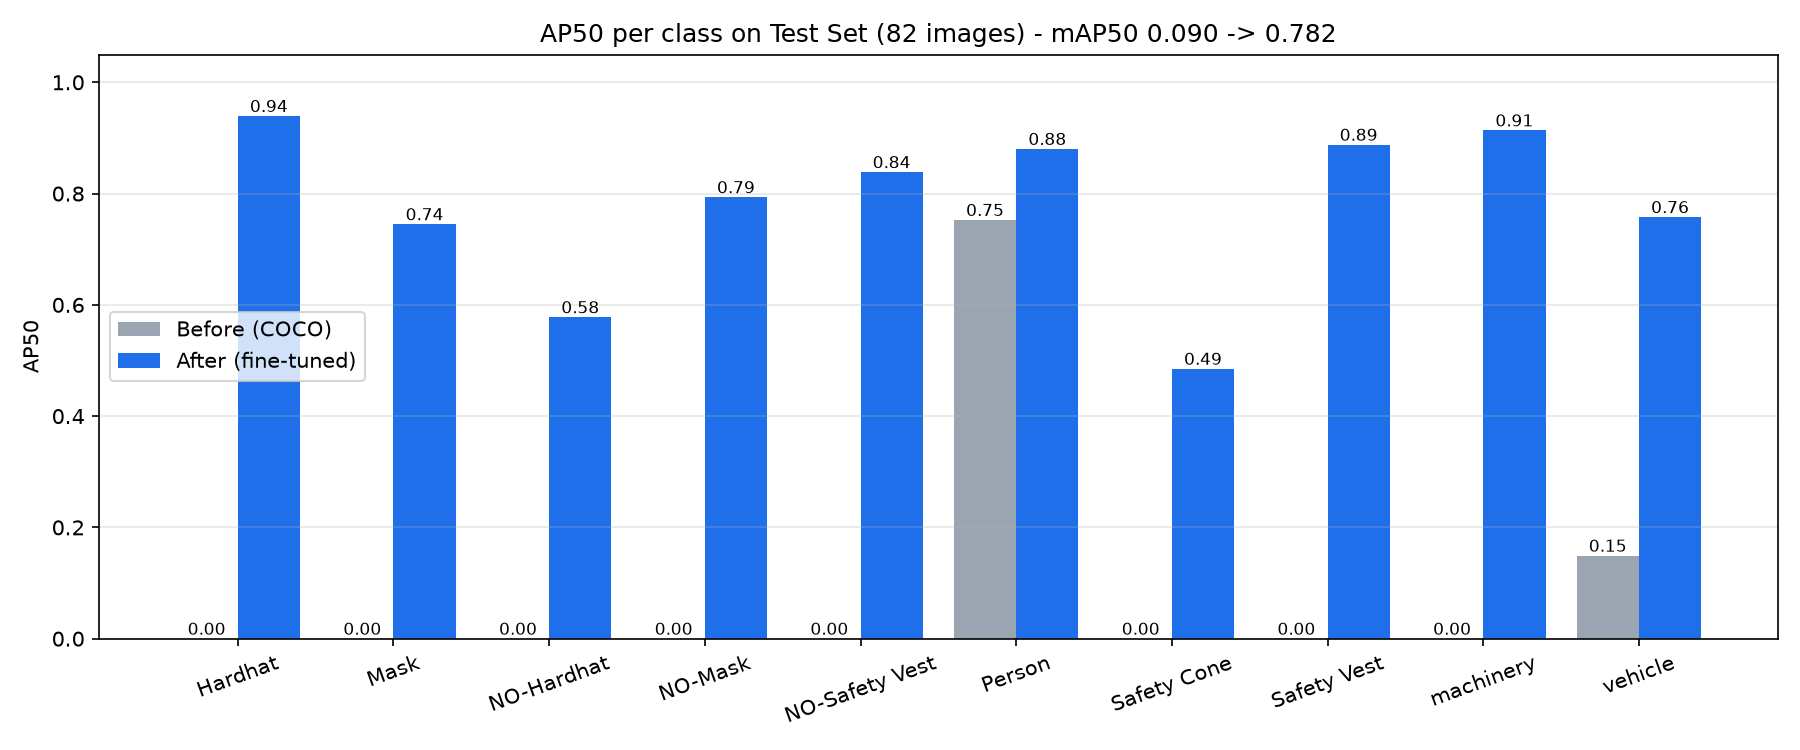 AP50 per class on Test Set (82 images) - mAP50 0.090 -> 0.782
AP50
1.0
0.8
0.6
0.4
0.2
0.0
Before (COCO)
After (fine-tuned)
0.00 0.94
0.00 0.74
0.00 0.58
0.00 0.79
0.00 0.84
0.75 0.88
0.00 0.49
0.00 0.89
0.00 0.91
0.15 0.76
Hardhat
Mask
NO-Hardhat
NO-Mask
NO-Safety Vest
Person
Safety Cone
Safety Vest
machinery
vehicle